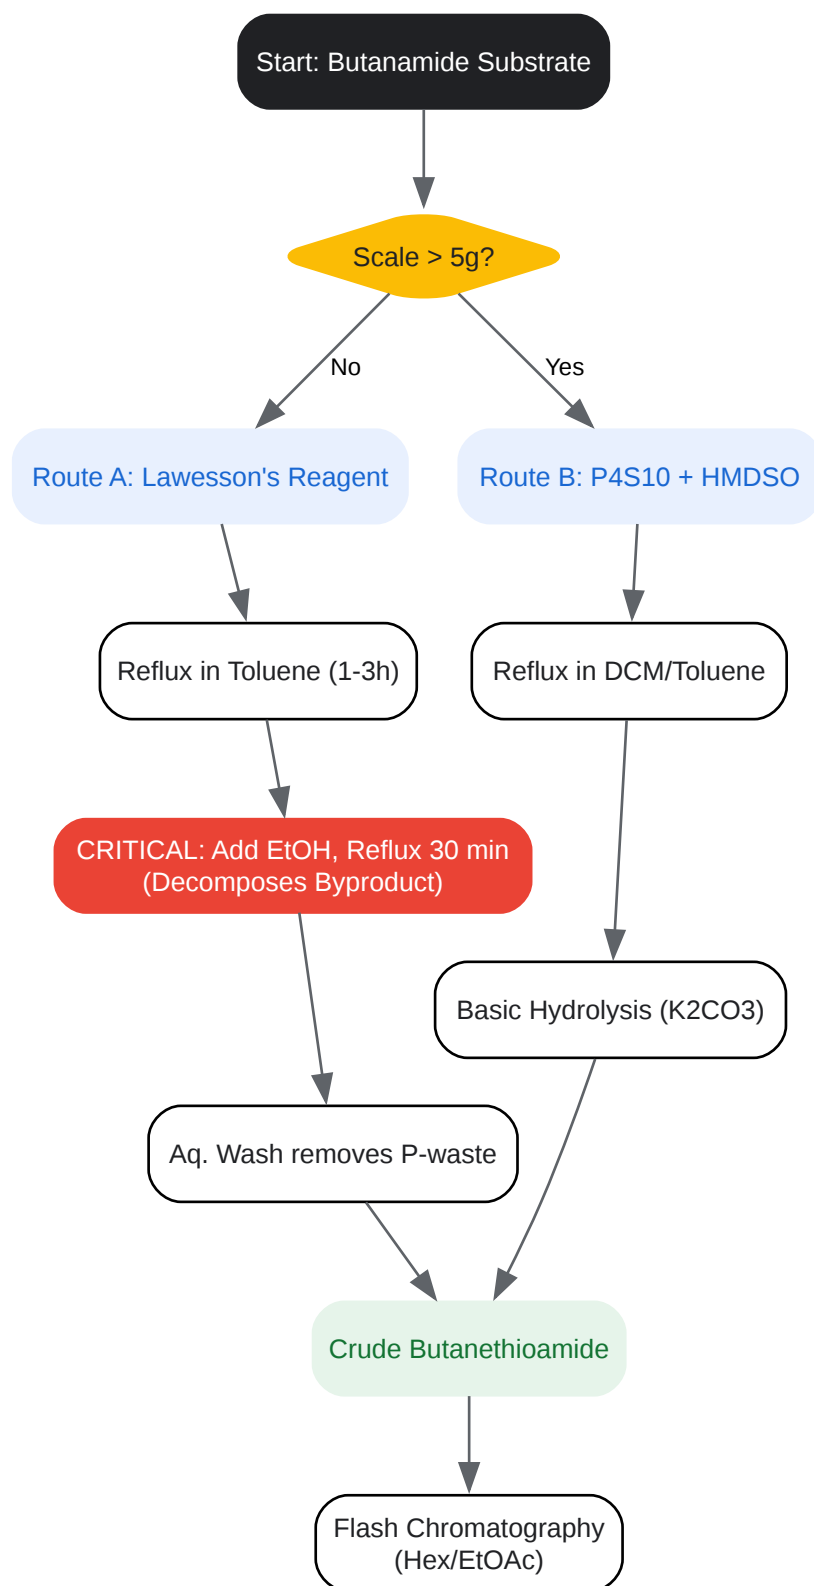 Start: Butanamide Substrate
Scale > 5g?
No
Yes
Route A: Lawesson's Reagent
Route B: P4S10 + HMDSO
Reflux in Toluene (1-3h)
Reflux in DCM/Toluene
CRITICAL: Add EtOH, Reflux 30 min
(Decomposes Byproduct)
Basic Hydrolysis (K2CO3)
Aq. Wash removes P-waste
Crude Butanethioamide
Flash Chromatography
(Hex/EtOAc)